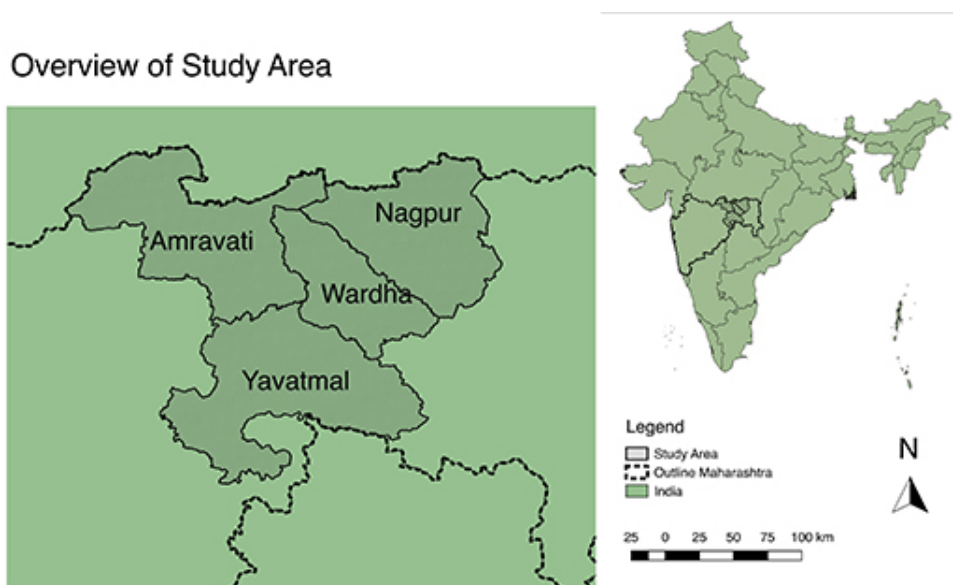 Overview of Study Area
Nagpur
Amravati
Wardha
Yavatmal
Legend
Study Area
Outline Maharashtra
India
N
25 0 25 50 75 100 km